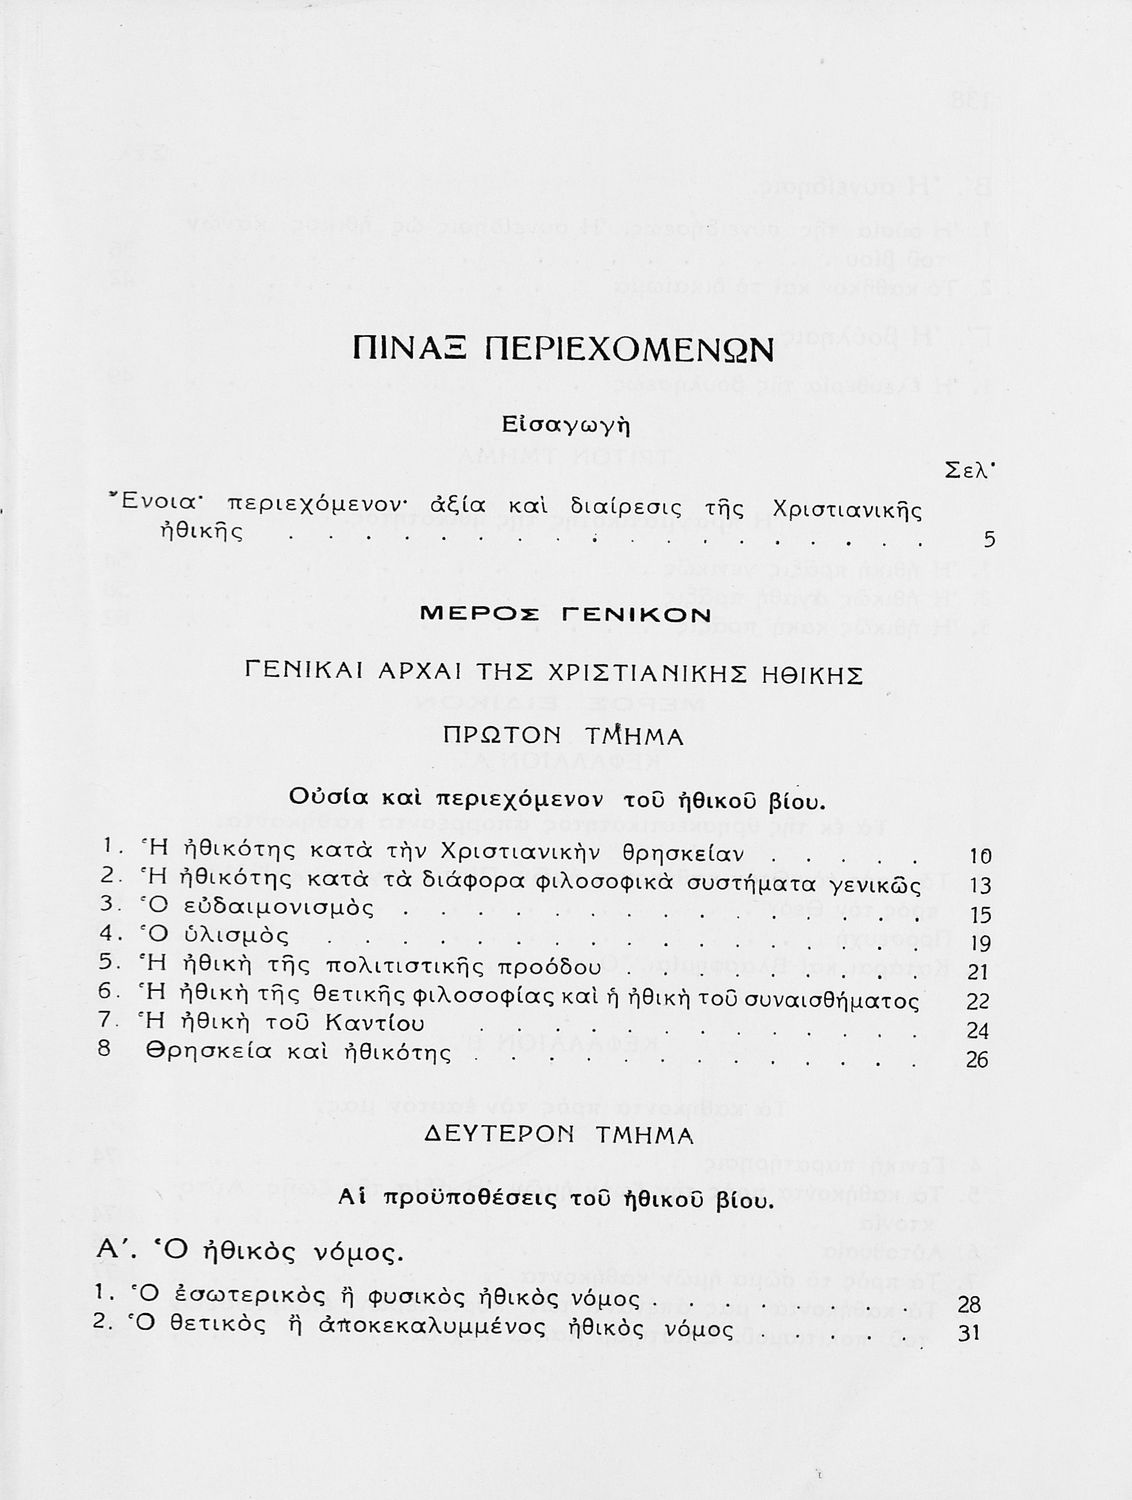 ΠΙΝΑΞ ΠΕΡΙΕΧΟΜΕΝΩΝ
Εἰσαγωγὴ
Σελ·
Ἔνοια· περιεχόμενον· ἀξία καὶ διαίρεσις τῆς Χριστιανικῆς
ἠθικῆς . . . . . . . . . . . . . . . . . . 5
ΜΕΡΟΣ ΓΕΝΙΚΟΝ
ΓΕΝΙΚΑΙ ΑΡΧΑΙ ΤΗΣ ΧΡΙΣΤΙΑΝΙΚΗΣ ΗΘΙΚΗΣ
ΠΡΩΤΟΝ ΤΜΗΜΑ
Οὐσία καὶ περιεχόμενον τοῦ ἠθικοῦ βίου.
1. Ἡ ἠθικότης κατὰ τὴν Χριστιανικὴν θρησκείαν . . . . . 10
2. Ἡ ἠθικότης κατὰ τὰ διάφορα φιλοσοφικὰ συστήματα γενικῶς 13
3. Ὁ εὐδαιμονισμὸς . . . . . . . . . . . . . . 15
4. Ὁ ὑλισμὸς . . . . . . . . . . . . . . . . 19
5. Ἡ ἠθικὴ τῆς πολιτιστικῆς προόδου . . . . . . . . 21
6. Ἡ ἠθικὴ τῆς θετικῆς φιλοσοφίας καὶ ἡ ἠθικὴ τοῦ συναισθήματος 22
7. Ἡ ἠθικὴ τοῦ Καντίου . . . . . . . . . . . . 24
8 Θρησκεία καὶ ἠθικότης . . . . . . . . . . . . 26
ΔΕΥΤΕΡΟΝ ΤΜΗΜΑ
Αἱ προϋποθέσεις τοῦ ἠθικοῦ βίου.
Α΄. Ὁ ἠθικὸς νόμος.
1. Ὁ ἐσωτερικὸς ἢ φυσικὸς ἠθικὸς νόμος . . . . . . . . 28
2. Ὁ θετικὸς ἢ ἀποκεκαλυμμένος ἠθικὸς νόμος . . . . . 31